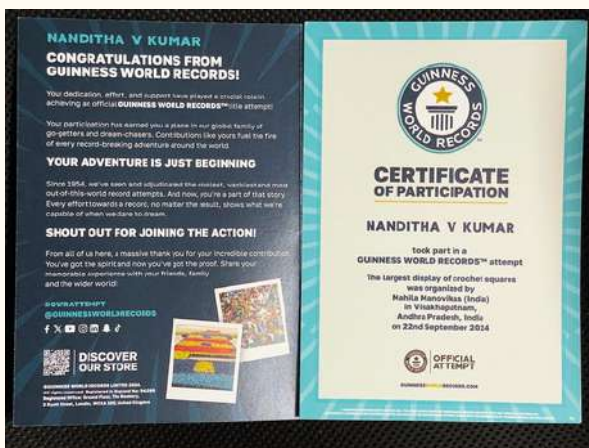 NANDITHA V KUMAR
CONGRATULATIONS FROM
GUINNESS WORLD RECORDS!
Your dedication, effort, and support have played a crucial role in
achieving an official GUINNESS WORLD RECORDS™ title attempt!
Your participation has earned you a place in our global family of
go-getters and dream-chasers. Contributions like yours fuel the fire
of every record-breaking adventure around the world.
YOUR ADVENTURE IS JUST BEGINNING
Since 1954, we've seen and adjudicated the and most
out-of-this-world record attempts. And now, you're a part of that story
Every effort towards a record, no matter the result, shows what we're
capable of when we dare to dream.
SHOUT OUT FOR JOINING THE ACTION!
From all of us here, a massive thank you for your incredible contribution.
You've got the spirit and now you've got the proof. Share your
memorable experience with your friends, family
and the wider world!
#GWRATTEMPT
@GUINNESSWORLDRECORDS
DISCOVER
OUR STORE
GUINNESS WORLD RECORDS LIMITED
GUINNESS
WORLD RECORDS
CERTIFICATE
OF PARTICIPATION
NANDITHA V KUMAR
took part in a
GUINNESS WORLD RECORDS™ attempt
The largest display of crochet squares
was organized by
Mahila Manovikas (India)
in Visakhapatnam,
Andhra Pradesh, India
on 22nd September 2024
OFFICIAL
ATTEMPT
GUINNESSWORLDRECORDS.COM